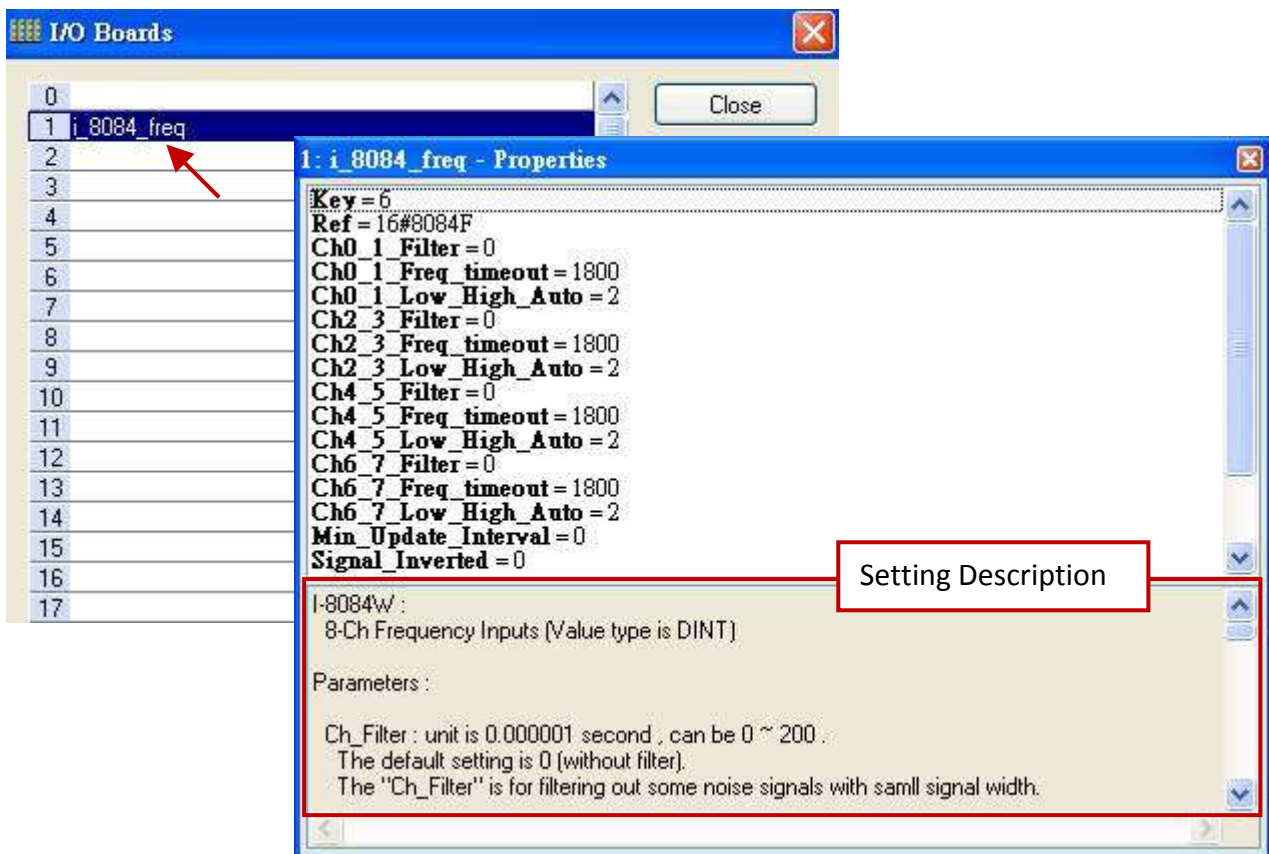 I/O Boards
Close
0
1 i_8084_freq
2
3
4
5
6
7
8
9
10
11
12
13
14
15
16
17
1: i_8084_freq - Properties
Key = 6
Ref = 16#8084F
Ch0_1_Filter = 0
Ch0_1_Freq_timeout = 1800
Ch0_1_Low_High_Auto = 2
Ch2_3_Filter = 0
Ch2_3_Freq_timeout = 1800
Ch2_3_Low_High_Auto = 2
Ch4_5_Filter = 0
Ch4_5_Freq_timeout = 1800
Ch4_5_Low_High_Auto = 2
Ch6_7_Filter = 0
Ch6_7_Freq_timeout = 1800
Ch6_7_Low_High_Auto = 2
Min_Update_Interval = 0
Signal_Inverted = 0
Setting Description
I-8084W :
8-Ch Frequency Inputs (Value type is DINT)
Parameters :
Ch_Filter : unit is 0.000001 second , can be 0 ~ 200 .
The default setting is 0 (without filter).
The "Ch_Filter" is for filtering out some noise signals with samll signal width.